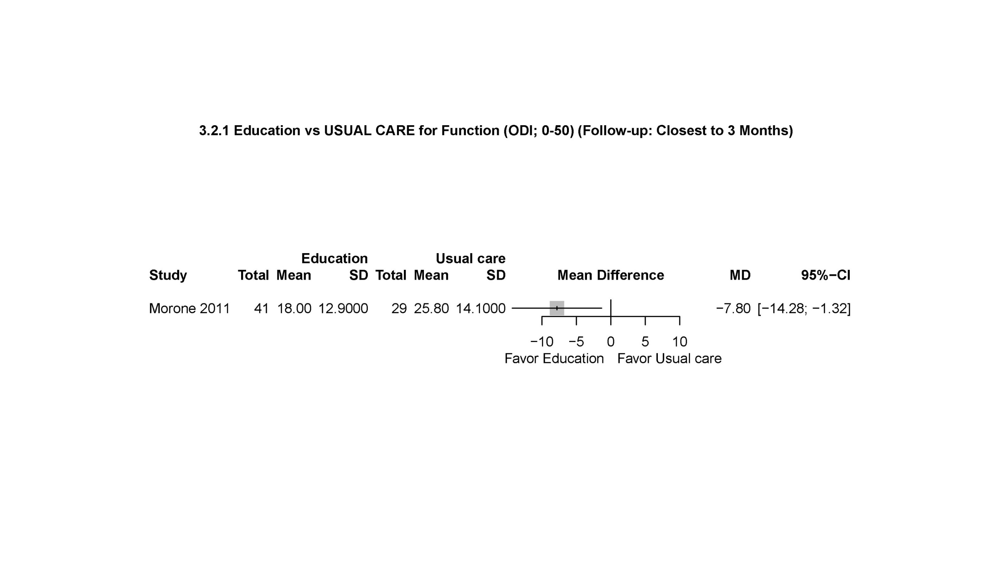 3.2.1 Education vs USUAL CARE for Function (ODI; 0-50) (Follow-up: Closest to 3 Months)
Education Usual care
Study Total Mean SD Total Mean SD Mean Difference MD 95%−CI
Morone 2011 41 18.00 12.9000 29 25.80 14.1000 −7.80 [−14.28; −1.32]
−10 −5 0 5 10
Favor Education Favor Usual care